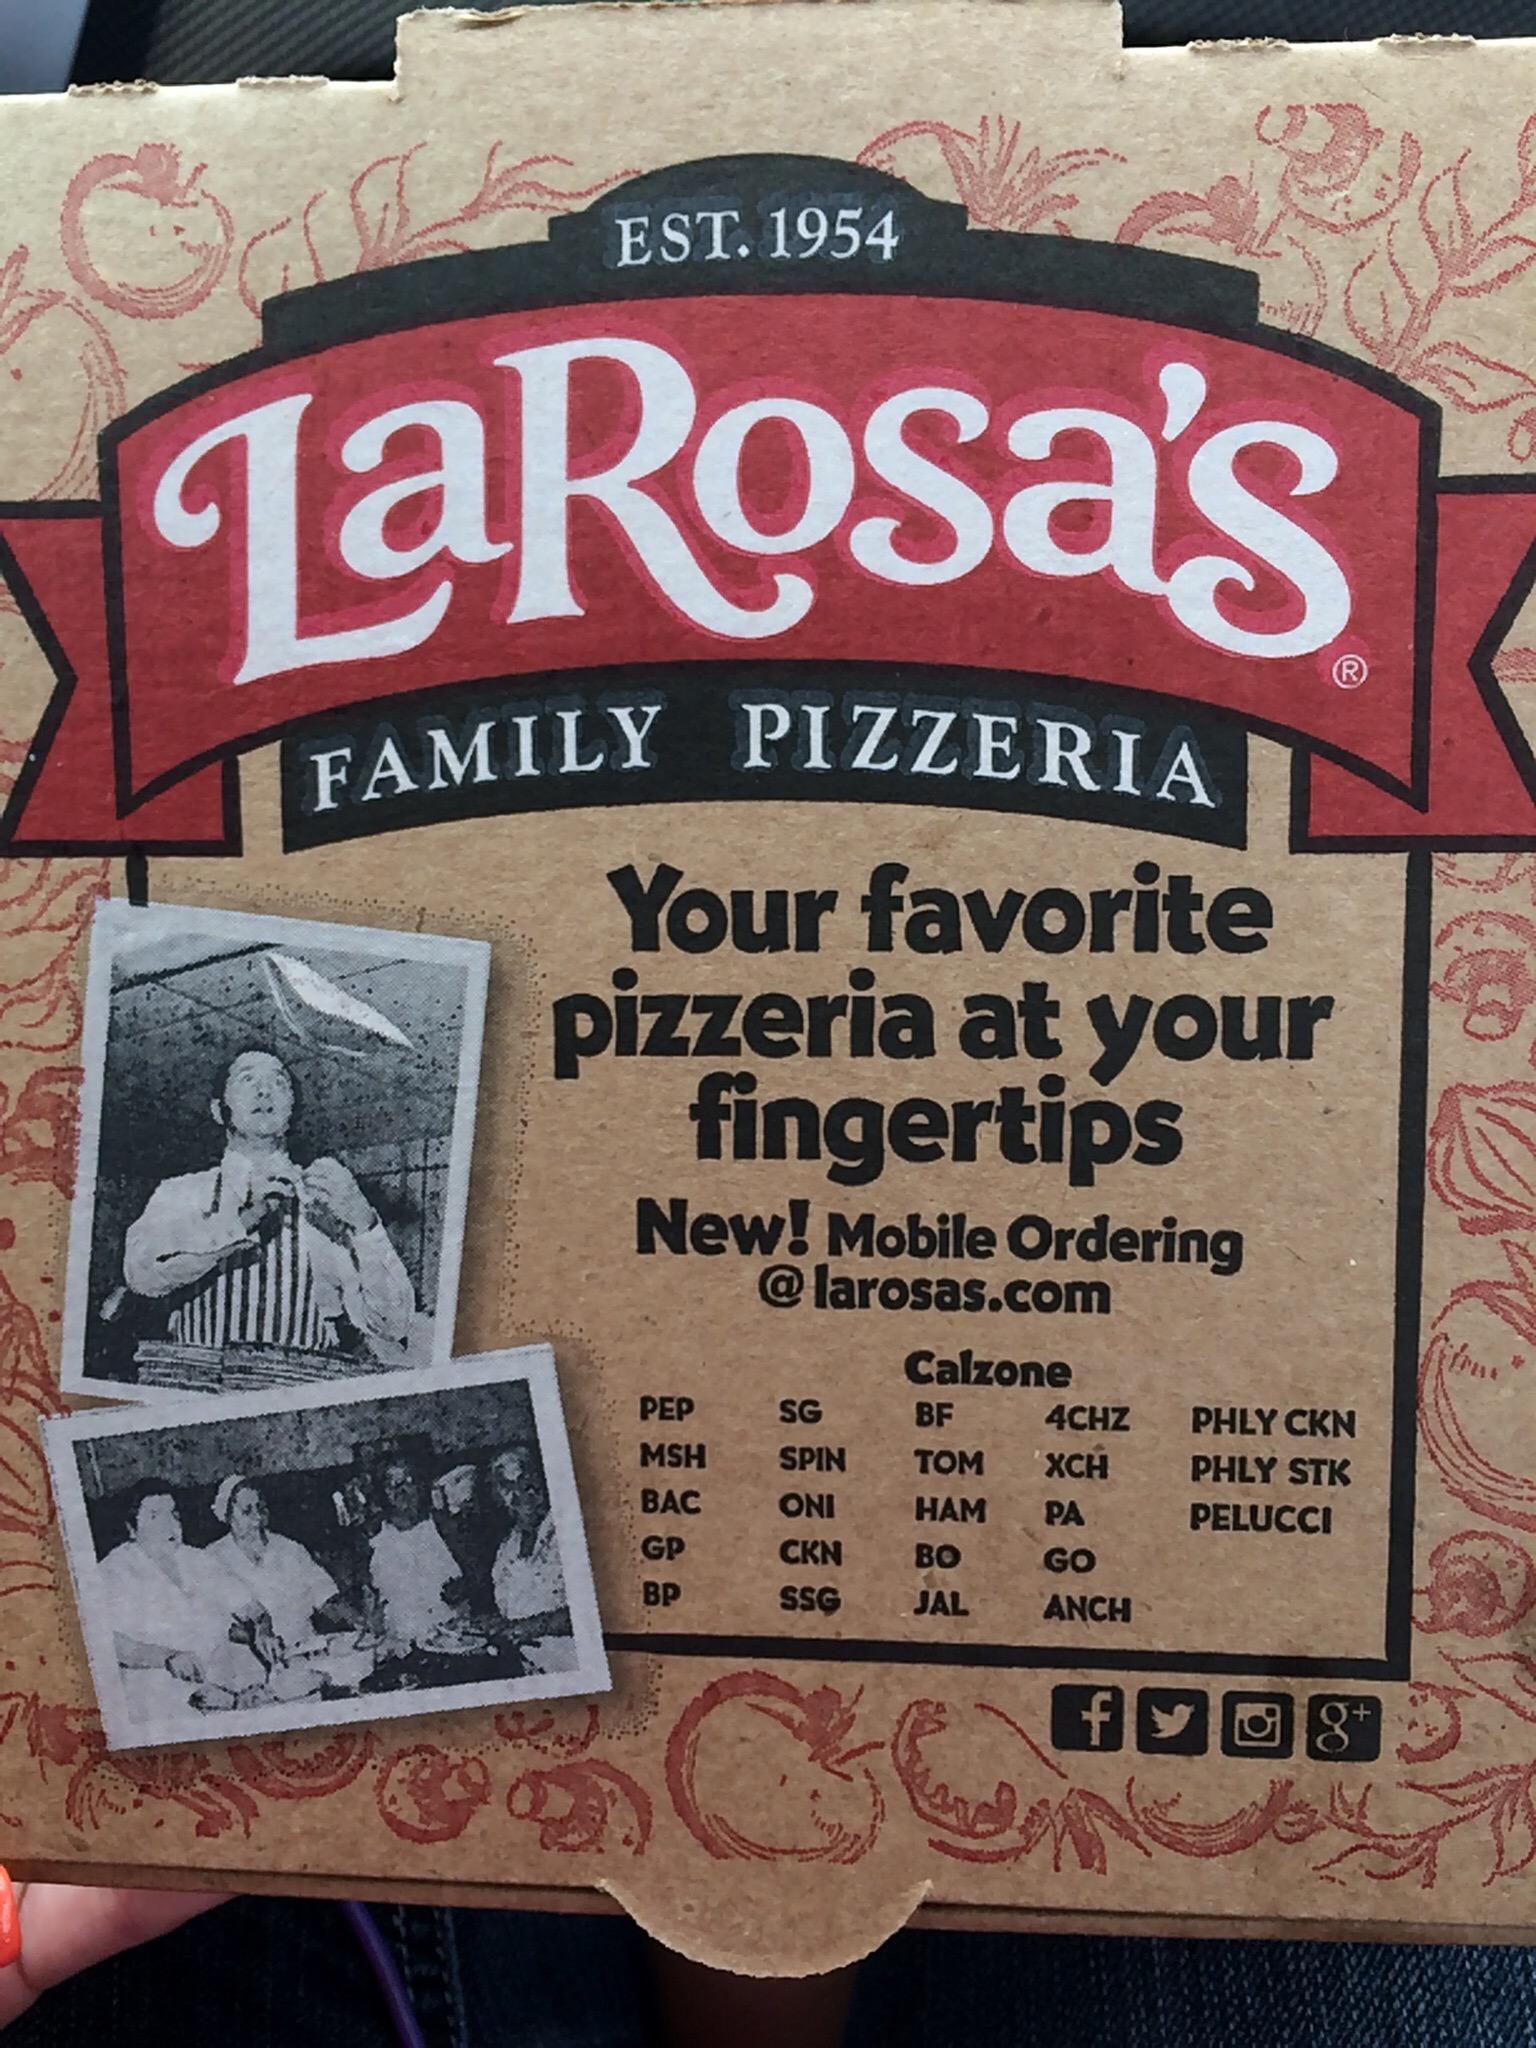 EST. 1954
LaRosa's®
FAMILY PIZZERIA
Your favorite
pizzeria at your
fingertips
New! Mobile Ordering
@ larosas.com
Calzone
PEP SG BF 4CHZ PHLY CKN
MSH SPIN TOM XCH PHLY STK
BAC ONI HAM PA PELUCCI
GP CKN BO GO
BP SSG JAL ANCH
f g+